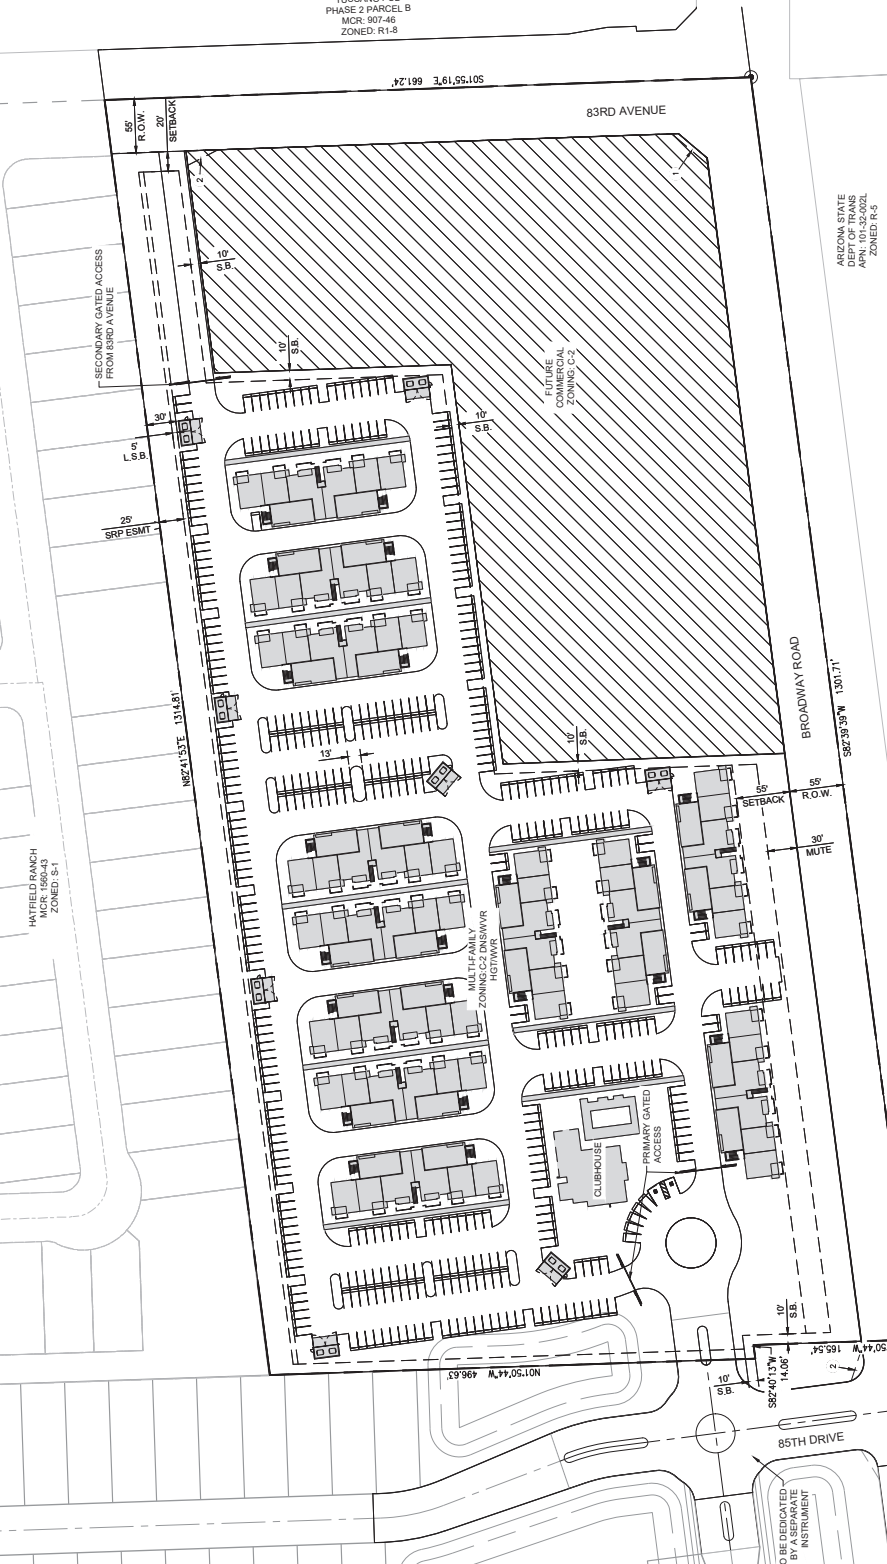 PHASE 2 PARCEL B
MCR: 907-46
ZONED: R1-8
S01°55'19"E 661.24'
83RD AVENUE
55'
R.O.W.
20'
SETBACK
2
1
ARIZONA STATE
DEPT OF TRANS
APN: 101-32-002L
ZONED: R-5
SECONDARY GATED ACCESS
FROM 83RD AVENUE
10'
S.B.
10'
S.B.
FUTURE
COMMERCIAL
ZONING: C-2
30'
5'
L.S.B.
10'
S.B.
25'
SRP ESMT
N82°41'53"E 1314.81'
BROADWAY ROAD
S82°39'39"W 1301.71'
10'
S.B.
13'
55'
SETBACK
55'
R.O.W.
30'
MUTE
HATFIELD RANCH
MCR: 1560-43
ZONED: S-1
MULTI-FAMILY
ZONING:C-2 DNS/WVR
HGT/WVR
CLUBHOUSE
PRIMARY GATED
ACCESS
10'
S.B.
N01°50'44"W 496.63'
50'44"W 165.54'
S82°40'13"W
14.06'
10'
S.B.
2
85TH DRIVE
BE DEDICATED
BY A SEPARATE
INSTRUMENT